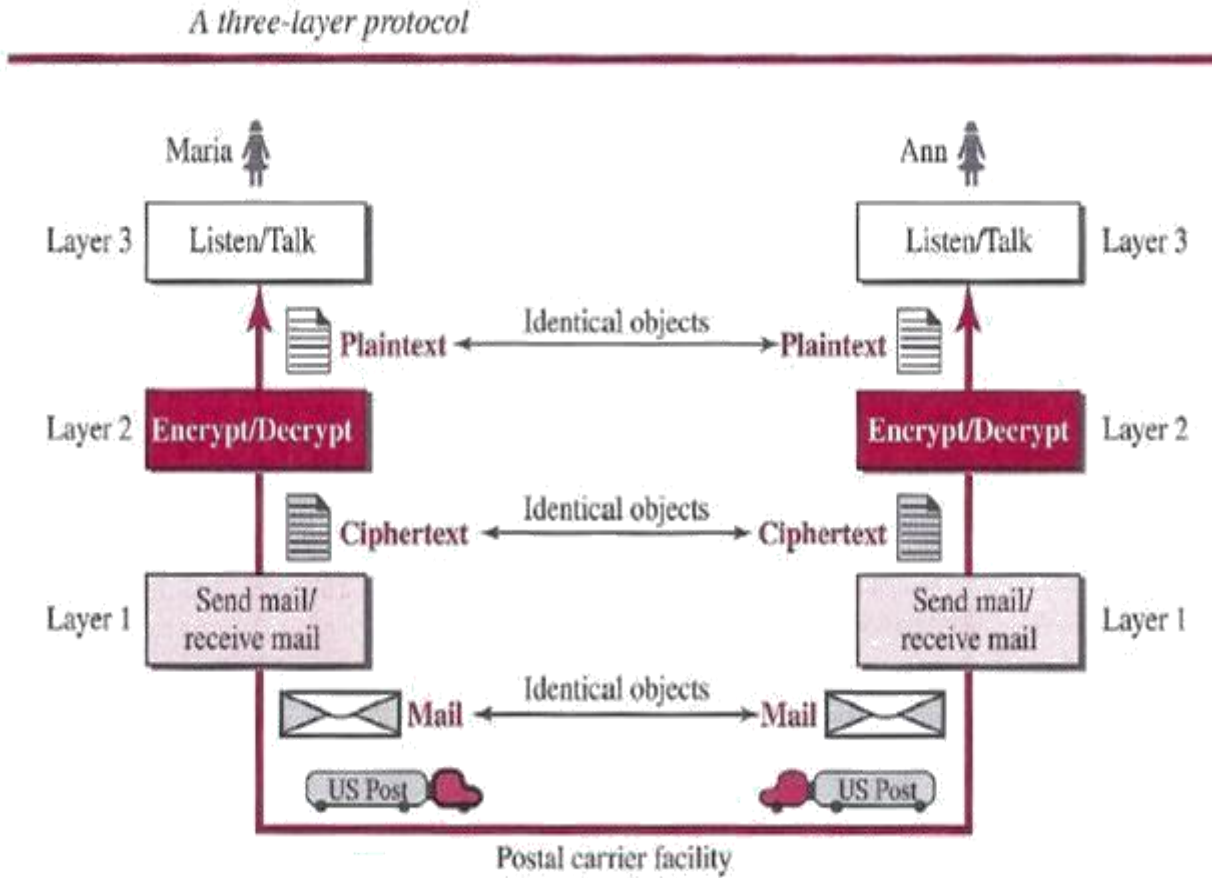 A three-layer protocol
Maria
Ann
Layer 3
Listen/Talk
Listen/Talk
Layer 3
Identical objects
Plaintext
Plaintext
Layer 2
Encrypt/Decrypt
Encrypt/Decrypt
Layer 2
Identical objects
Ciphertext
Ciphertext
Layer 1
Send mail/
receive mail
Send mail/
receive mail
Layer 1
Identical objects
Mail
Mail
US Post
US Post
Postal carrier facility